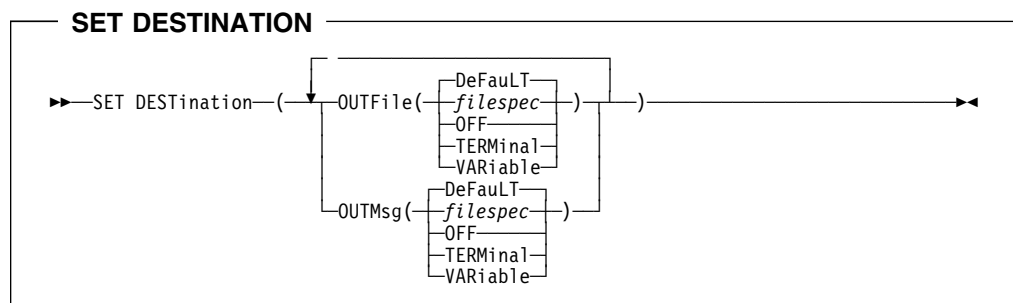 SET DESTINATION
DeFauLT
SET DESTination ( OUTFile( filespec ) )
OFF
TERMinal
VARiable
DeFauLT
OUTMsg( filespec )
OFF
TERMinal
VARiable